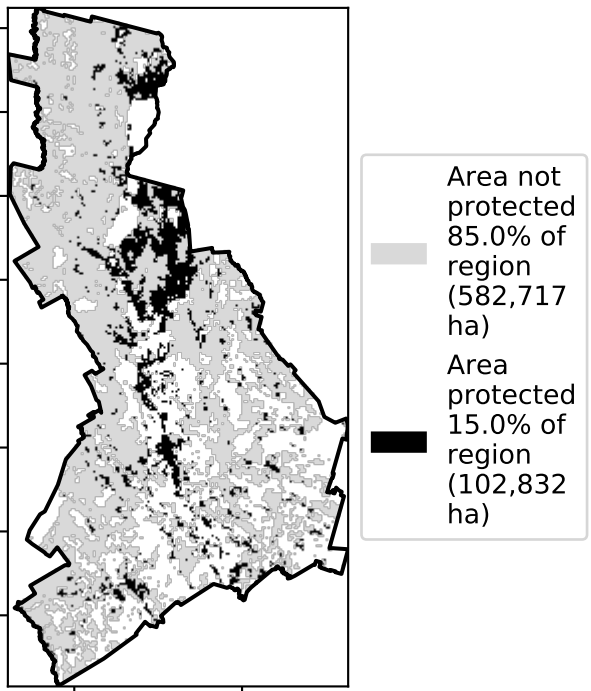 Area not
protected
85.0% of
region
(582,717
ha)
Area
protected
15.0% of
region
(102,832
ha)